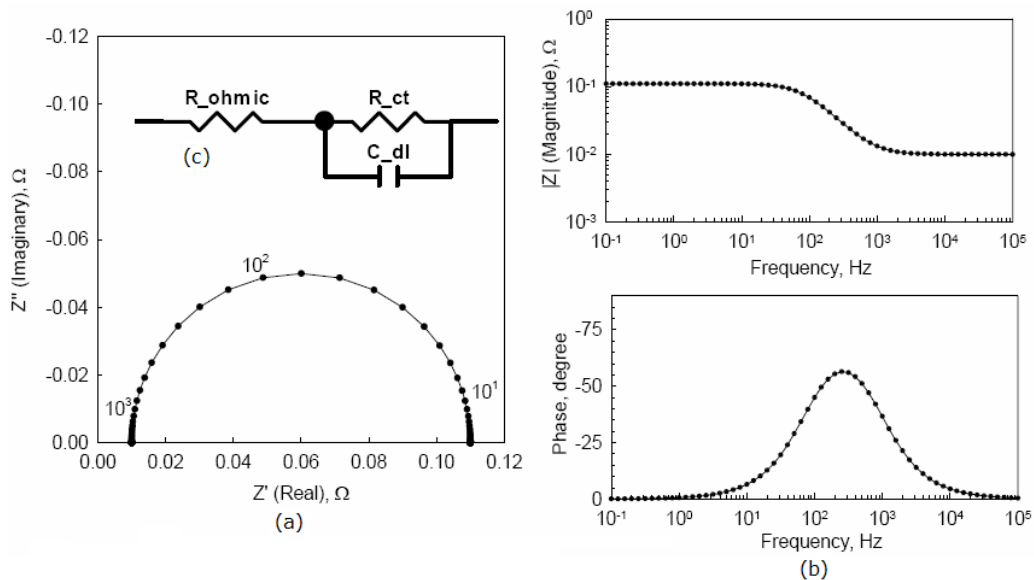 -0.12
-0.10
-0.08
-0.06
-0.04
-0.02
0.00
Z" (Imaginary), Ω
R_ohmic
R_ct
(c)
C_dl
10²
10³
10¹
0.00 0.02 0.04 0.06 0.08 0.10 0.12
Z' (Real), Ω
(a)
10⁰
10⁻¹
10⁻²
10⁻³
|Z| (Magnitude), Ω
10⁻¹ 10⁰ 10¹ 10² 10³ 10⁴ 10⁵
Frequency, Hz
-75
-50
-25
0
Phase, degree
10⁻¹ 10⁰ 10¹ 10² 10³ 10⁴ 10⁵
Frequency, Hz
(b)